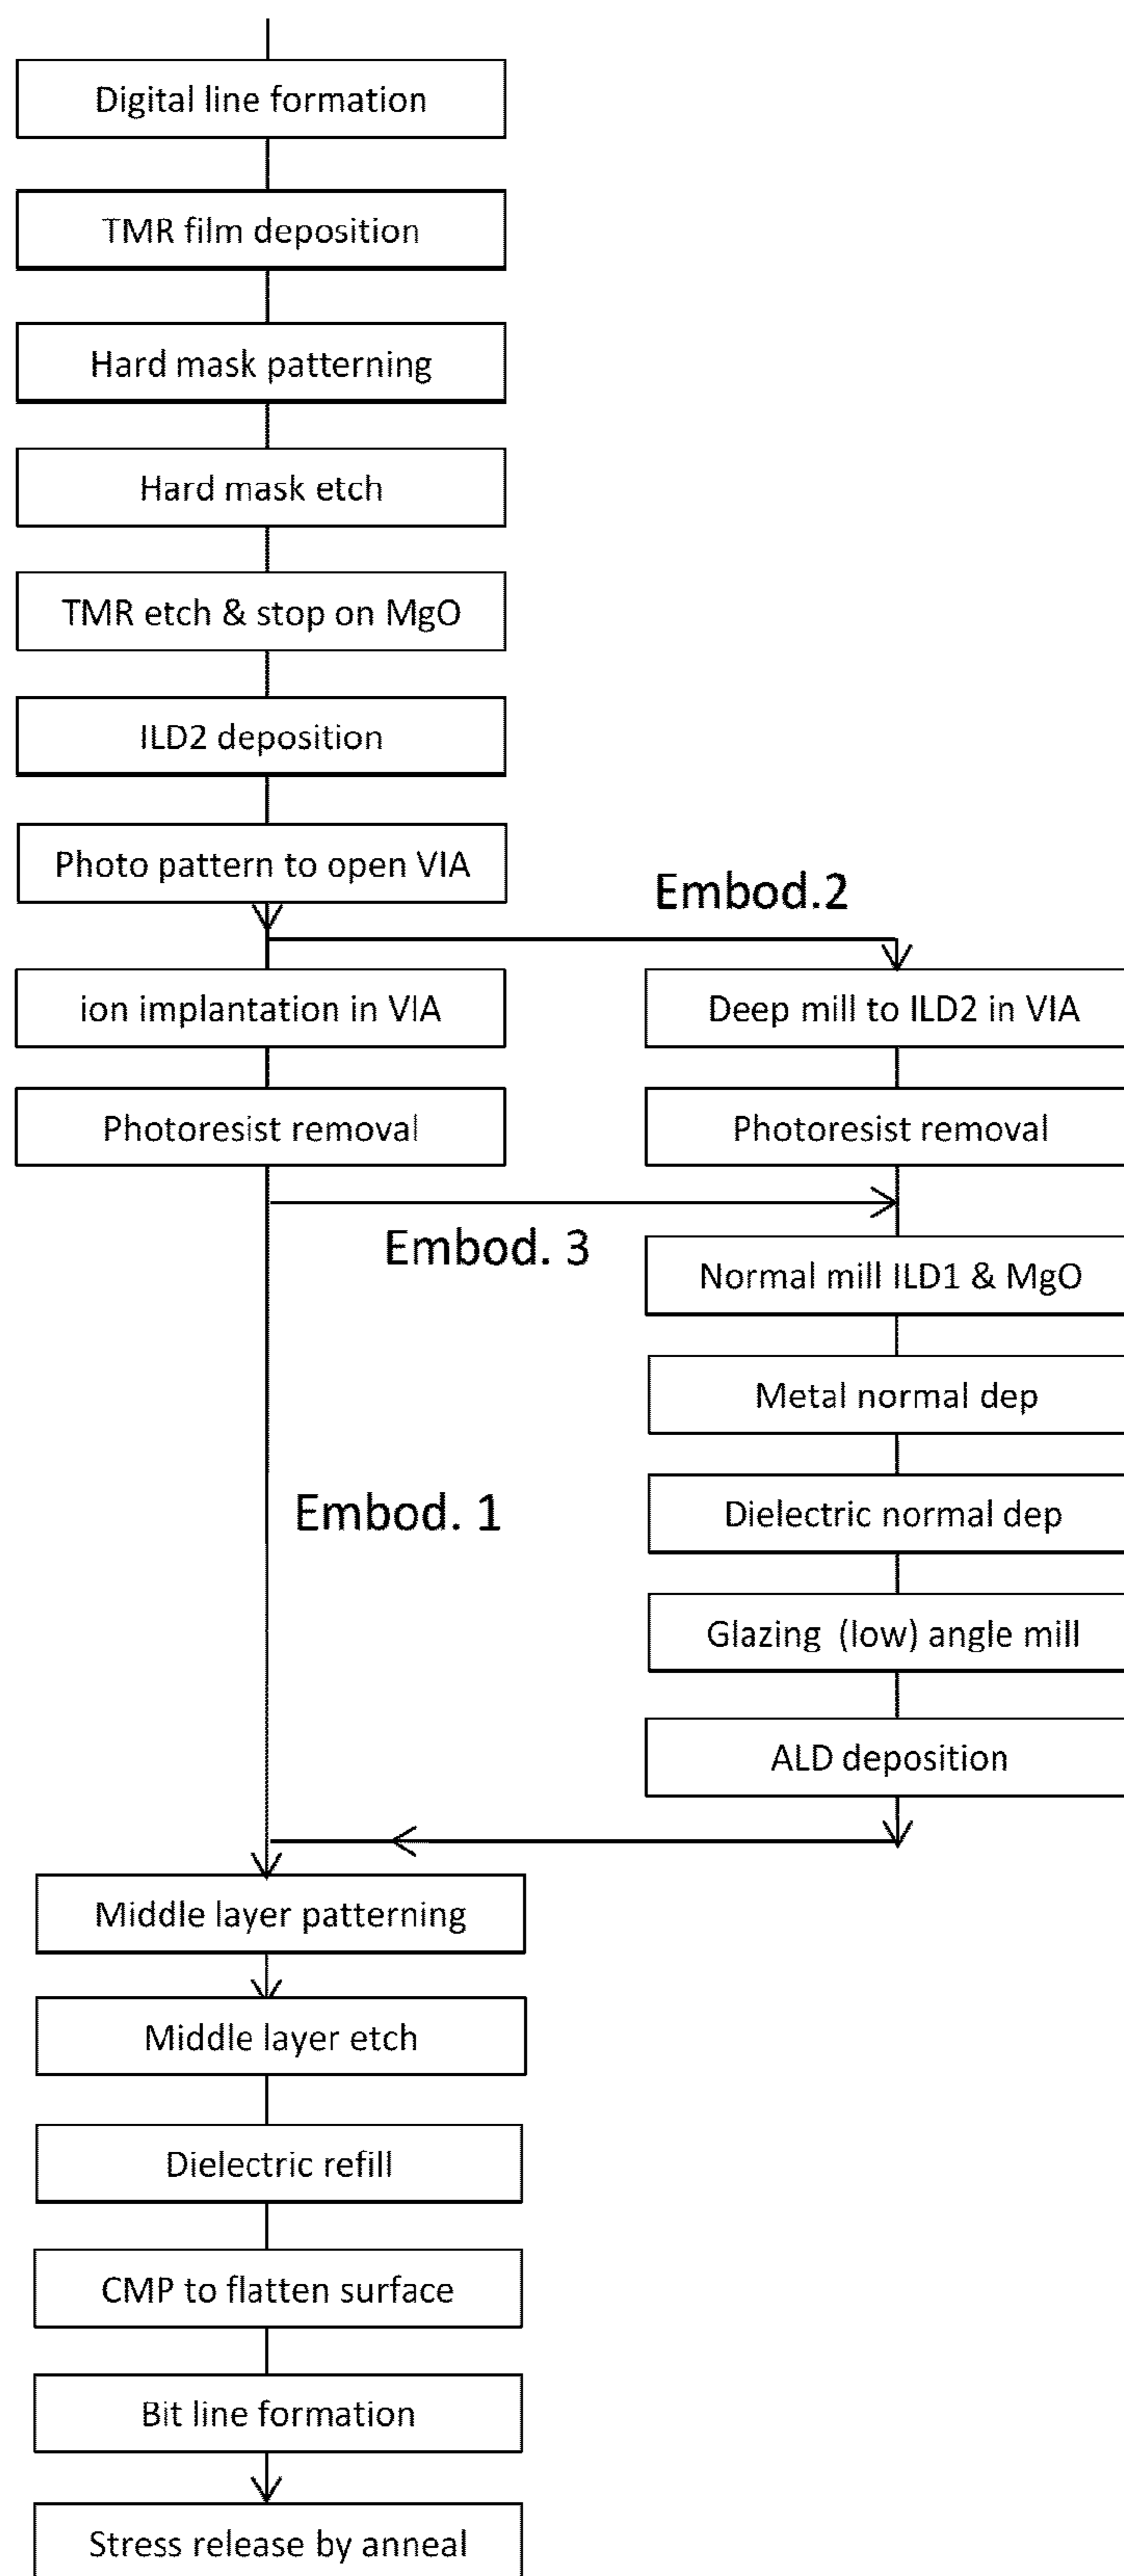 Digital line formation
TMR film deposition
Hard mask patterning
Hard mask etch
TMR etch & stop on MgO
ILD2 deposition
Photo pattern to open VIA
Embod.2
ion implantation in VIA
Deep mill to ILD2 in VIA
Photoresist removal
Photoresist removal
Embod. 3
Normal mill ILD1 & MgO
Metal normal dep
Embod. 1
Dielectric normal dep
Glazing (low) angle mill
ALD deposition
Middle layer patterning
Middle layer etch
Dielectric refill
CMP to flatten surface
Bit line formation
Stress release by anneal